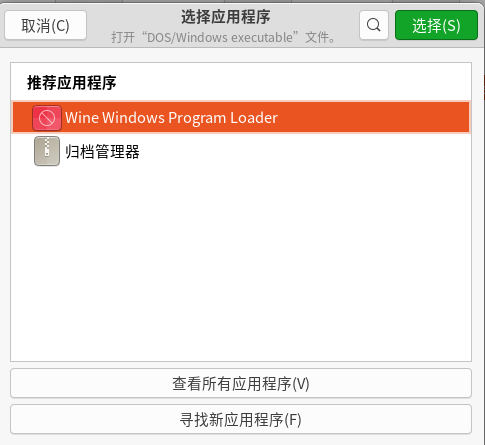 取消(C)
选择应用程序
打开“DOS/Windows executable”文件。
选择(S)
推荐应用程序
Wine Windows Program Loader
归档管理器
查看所有应用程序(V)
寻找新应用程序(F)